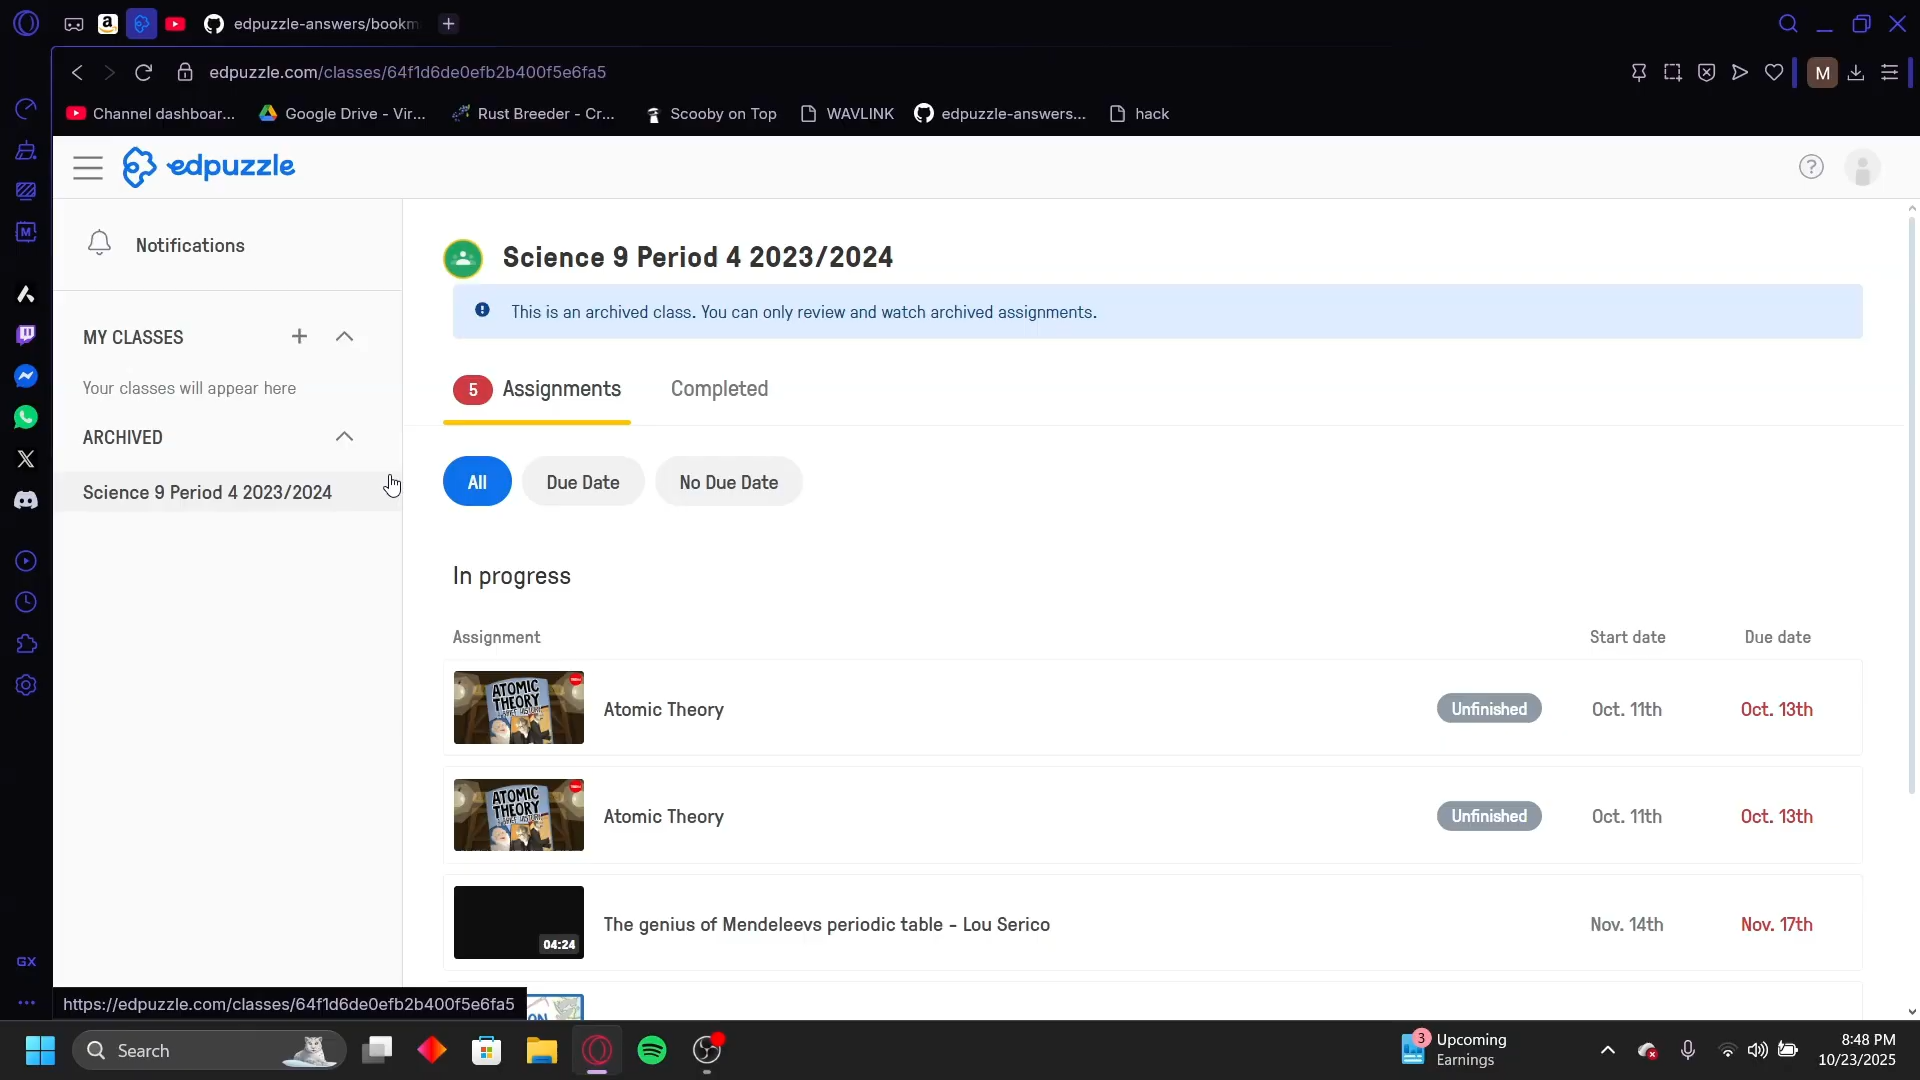 edpuzzle-answers/bookm
edpuzzle.com/classes/64f1d6de0efb2b400f5e6fa5
M
Channel dashboar...
Google Drive - Vir...
Rust Breeder - Cr...
Scooby on Top
WAVLINK
edpuzzle-answers...
hack
edpuzzle
Notifications
MY CLASSES
Your classes will appear here
ARCHIVED
Science 9 Period 4 2023/2024
Science 9 Period 4 2023/2024
This is an archived class. You can only review and watch archived assignments.
5 Assignments
Completed
All
Due Date
No Due Date
In progress
Assignment
Start date
Due date
ATOMIC
THEORY
Atomic Theory
Unfinished
Oct. 11th
Oct. 13th
ATOMIC
THEORY
Atomic Theory
Unfinished
Oct. 11th
Oct. 13th
04:24
The genius of Mendeleevs periodic table - Lou Serico
Nov. 14th
Nov. 17th
GX
https://edpuzzle.com/classes/64f1d6de0efb2b400f5e6fa5
Search
3
Upcoming
Earnings
8:48 PM
10/23/2025